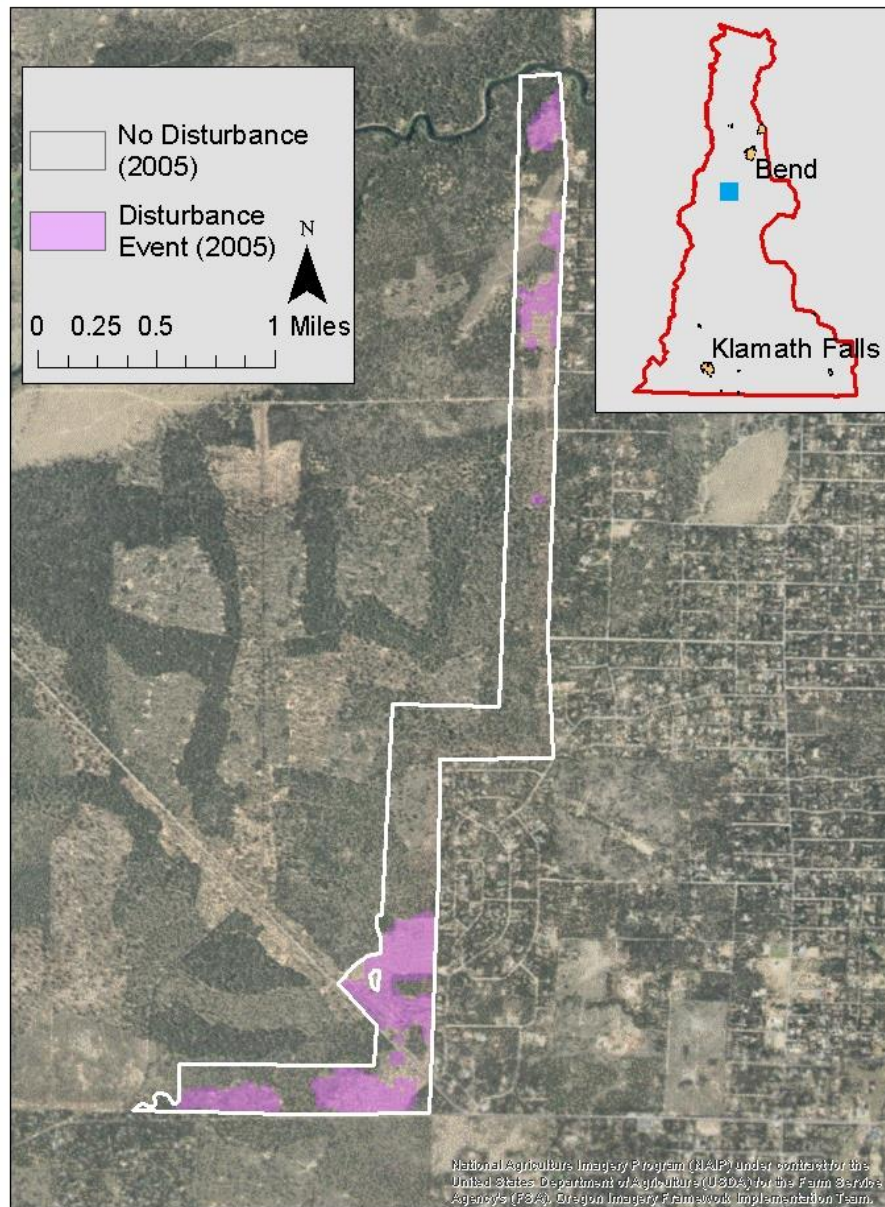 No Disturbance
(2005)
Disturbance
Event (2005)
N
0 0.25 0.5 1 Miles
Bend
Klamath Falls
National Agriculture Imagery Program (NAIP) under contract for the
United States Department of Agriculture (USDA) for the Farm Service
Agency's (FSA). Oregon Imagery Framework Implementation Team.